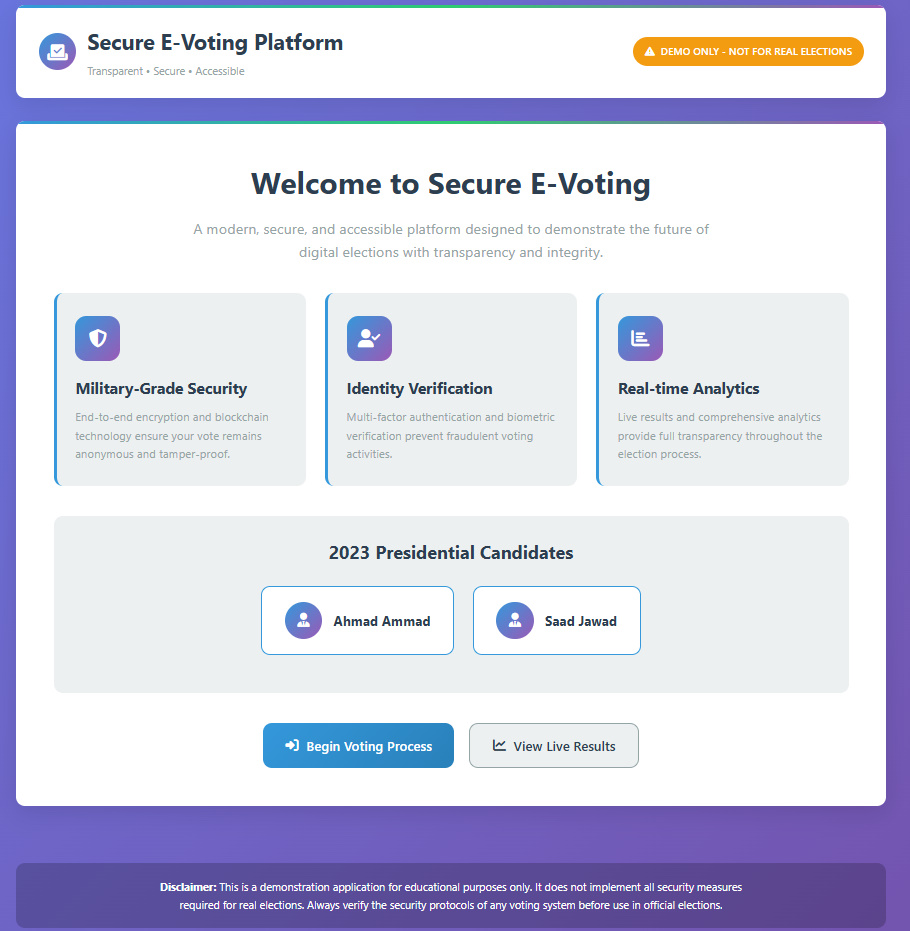 Secure E-Voting Platform
Transparent • Secure • Accessible
DEMO ONLY - NOT FOR REAL ELECTIONS
Welcome to Secure E-Voting
A modern, secure, and accessible platform designed to demonstrate the future of
digital elections with transparency and integrity.
Military-Grade Security
End-to-end encryption and blockchain
technology ensure your vote remains
anonymous and tamper-proof.
Identity Verification
Multi-factor authentication and biometric
verification prevent fraudulent voting
activities.
Real-time Analytics
Live results and comprehensive analytics
provide full transparency throughout the
election process.
2023 Presidential Candidates
Ahmad Ammad
Saad Jawad
Begin Voting Process
View Live Results
Disclaimer: This is a demonstration application for educational purposes only. It does not implement all security measures
required for real elections. Always verify the security protocols of any voting system before use in official elections.